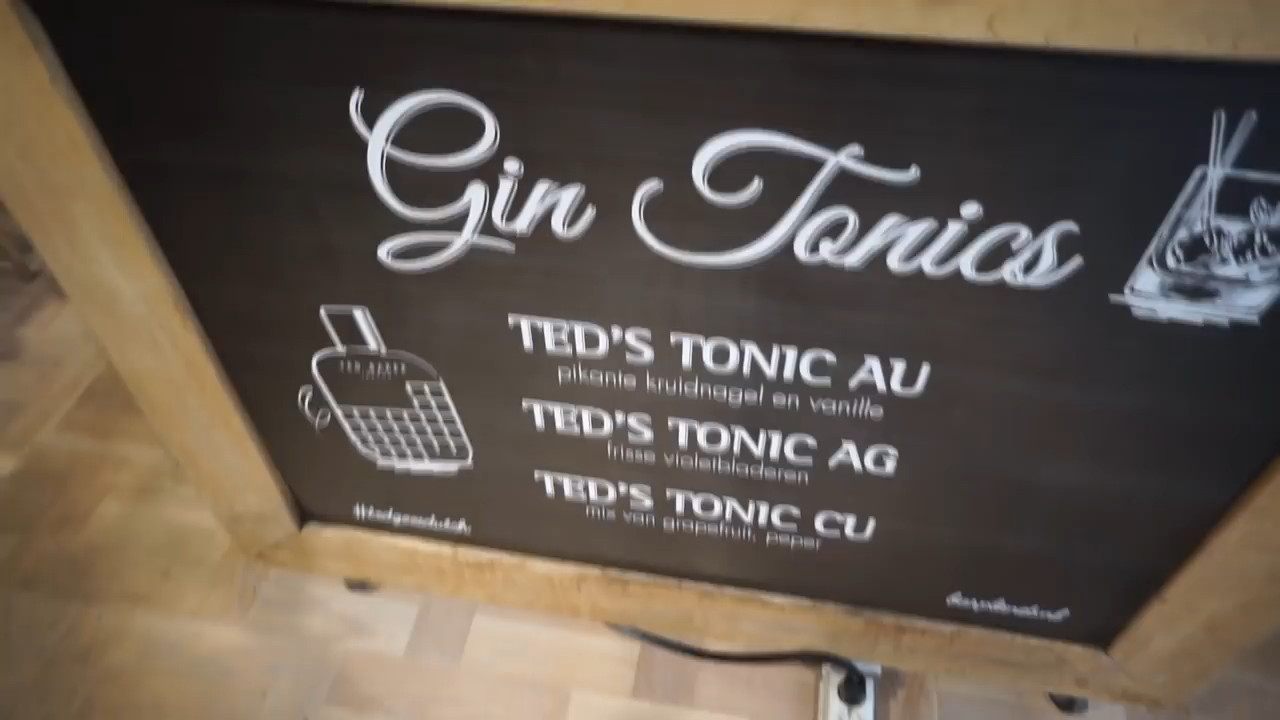 Gin Tonics
TED'S TONIC AU
pikante kruidnagel en vanille
TED'S TONIC AG
frisse vioolbladeren
TED'S TONIC CU
mix van grapefruit, peper